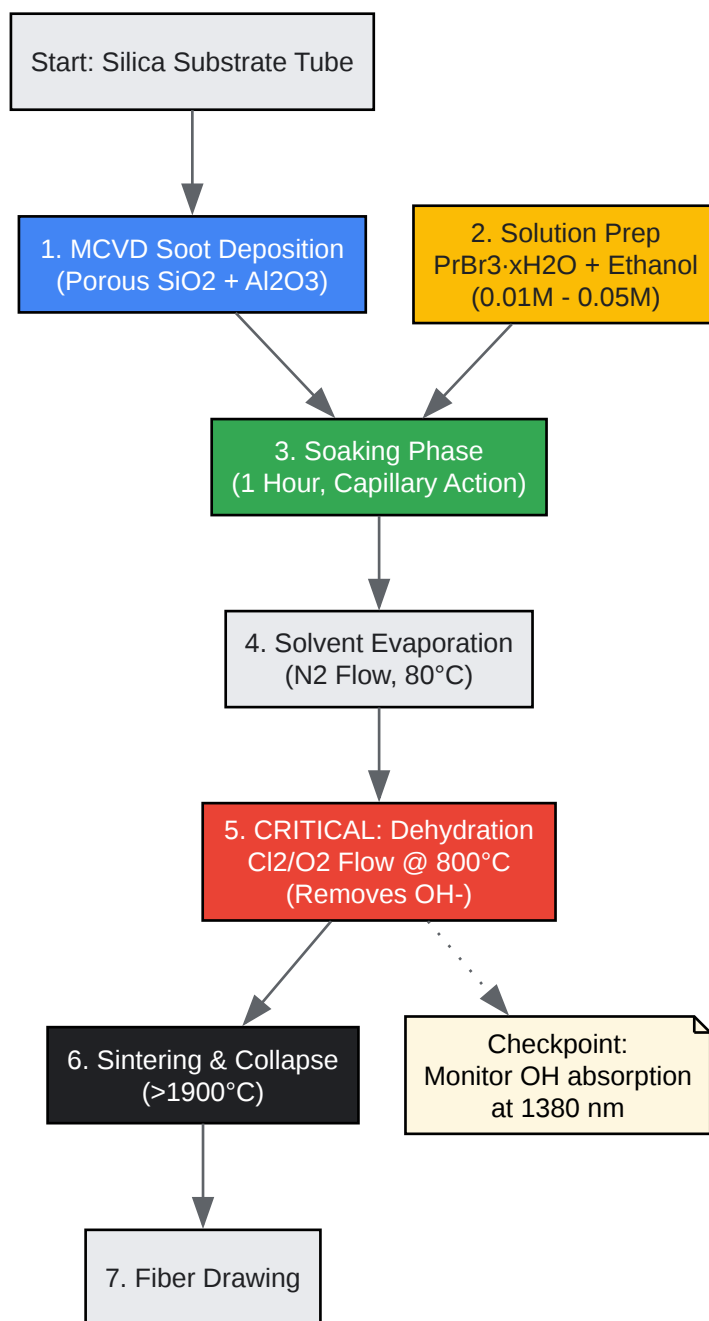 Start: Silica Substrate Tube
1. MCVD Soot Deposition
(Porous SiO2 + Al2O3)
2. Solution Prep
PrBr3·xH2O + Ethanol
(0.01M - 0.05M)
3. Soaking Phase
(1 Hour, Capillary Action)
4. Solvent Evaporation
(N2 Flow, 80°C)
5. CRITICAL: Dehydration
Cl2/O2 Flow @ 800°C
(Removes OH-)
6. Sintering & Collapse
(>1900°C)
Checkpoint:
Monitor OH absorption
at 1380 nm
7. Fiber Drawing